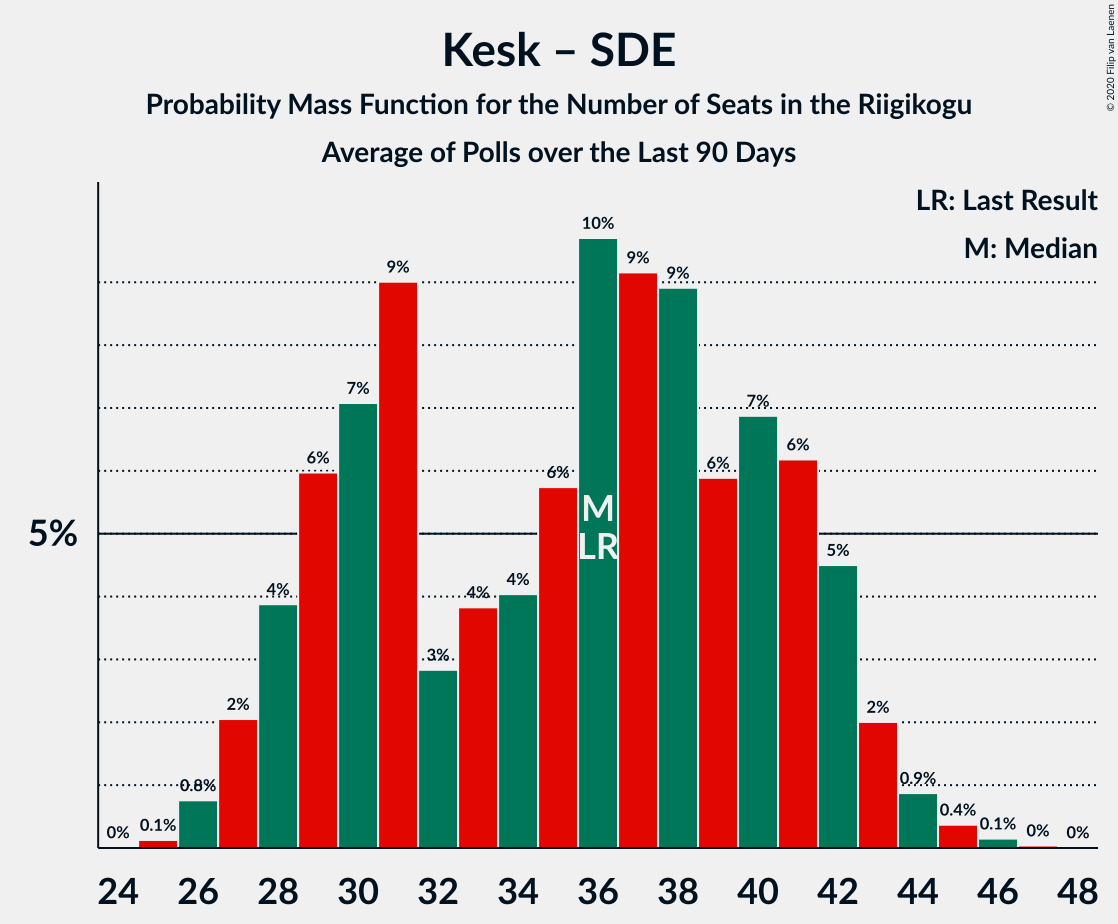 Kesk – SDE
Probability Mass Function for the Number of Seats in the Riigikogu
Average of Polls over the Last 90 Days
© 2020 Filip van Laenen
LR: Last Result
M: Median
5%
0%
0.1%
0.8%
2%
4%
6%
7%
9%
3%
4%
4%
6%
10%
9%
9%
6%
7%
6%
5%
2%
0.9%
0.4%
0.1%
0%
0%
M
LR
24 26 28 30 32 34 36 38 40 42 44 46 48